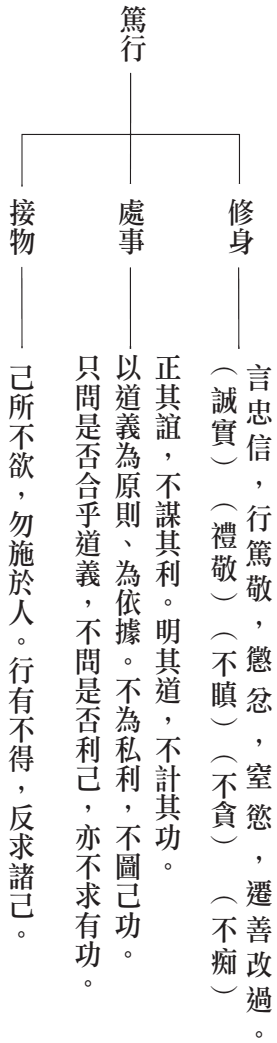 篤行
修身
言忠信，行篤敬，懲忿，窒慾，遷善改過。
（誠實）（禮敬）（不瞋）（不貪）（不痴）
處事
正其誼，不謀其利。明其道，不計其功。
以道義為原則、為依據。不為私利，不圖己功。
只問是否合乎道義，不問是否利己，亦不求有功。
接物
己所不欲，勿施於人。行有不得，反求諸己。